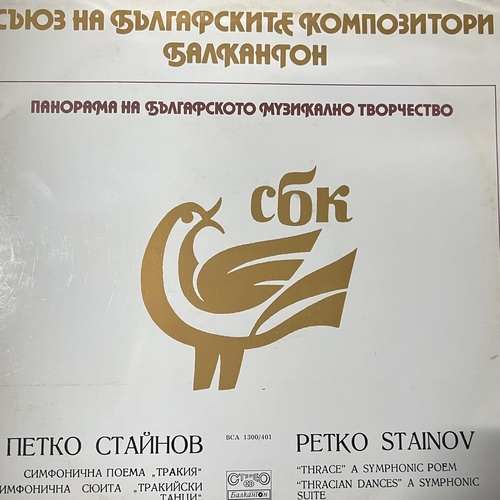 СЪЮЗ НА БЪЛГАРСКИТЕ КОМПОЗИТОРИ
БАЛКАНТОН
ПАНОРАМА НА БЪЛГАРСКОТО МУЗИКАЛНО ТВОРЧЕСТВО
сбк
ВСА 1300/401
ПЕТКО СТАЙНОВ
СИМФОНИЧНА ПОЕМА „ТРАКИЯ“
СИМФОНИЧНА СЮИТА „ТРАКИЙСКИ
ТАНЦИ“
PETKO STAINOV
“THRACE” A SYMPHONIC POEM
“THRACIAN DANCES” A SYMPHONIC
SUITE
Стерео
Балкантон